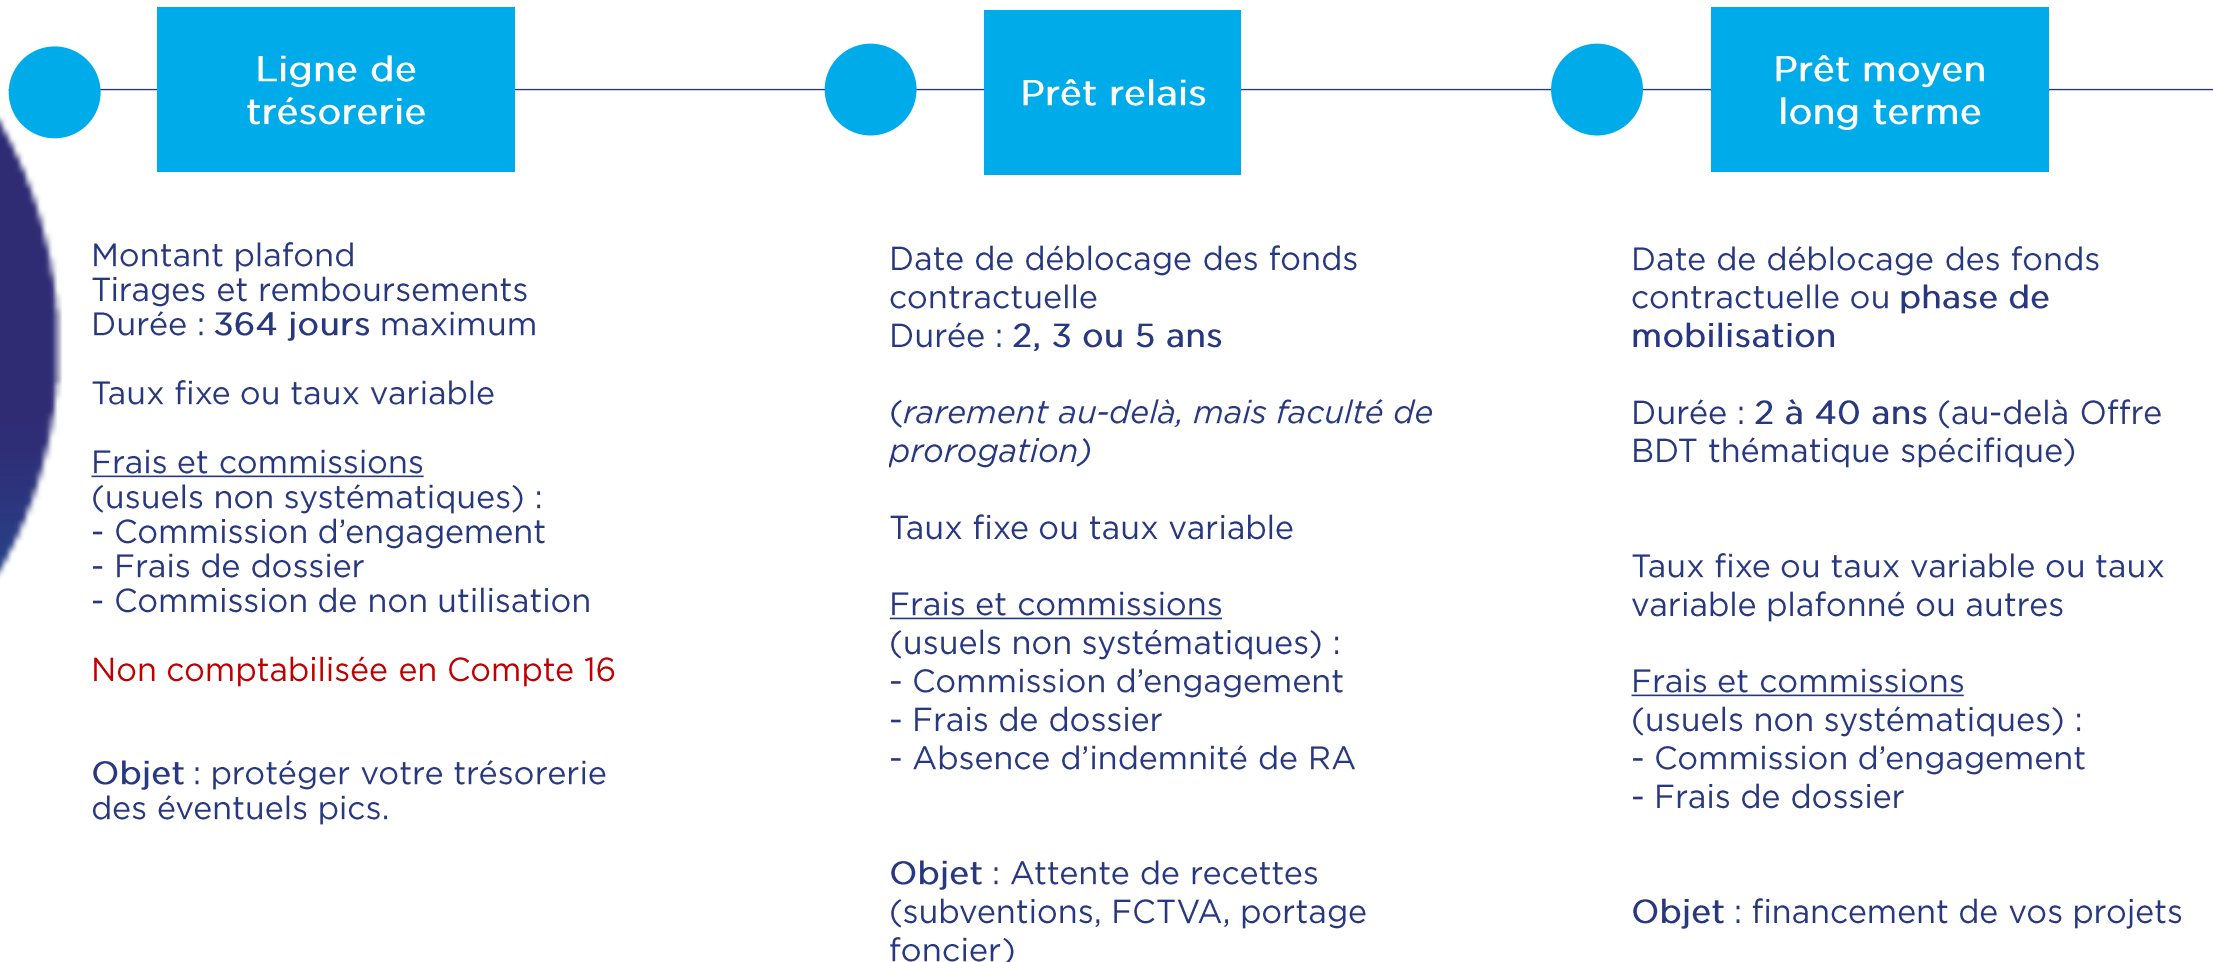 Ligne de
trésorerie
Montant plafond
Tirages et remboursements
Durée : 364 jours maximum
Taux fixe ou taux variable
Frais et commissions
(usuels non systématiques) :
- Commission d’engagement
- Frais de dossier
- Commission de non utilisation
Non comptabilisée en Compte 16
Objet : protéger votre trésorerie
des éventuels pics.
Prêt relais
Date de déblocage des fonds
contractuelle
Durée : 2, 3 ou 5 ans
(rarement au-delà, mais faculté de
prorogation)
Taux fixe ou taux variable
Frais et commissions
(usuels non systématiques) :
- Commission d’engagement
- Frais de dossier
- Absence d’indemnité de RA
Objet : Attente de recettes
(subventions, FCTVA, portage
foncier)
Prêt moyen
long terme
Date de déblocage des fonds
contractuelle ou phase de
mobilisation
Durée : 2 à 40 ans (au-delà Offre
BDT thématique spécifique)
Taux fixe ou taux variable ou taux
variable plafonné ou autres
Frais et commissions
(usuels non systématiques) :
- Commission d’engagement
- Frais de dossier
Objet : financement de vos projets